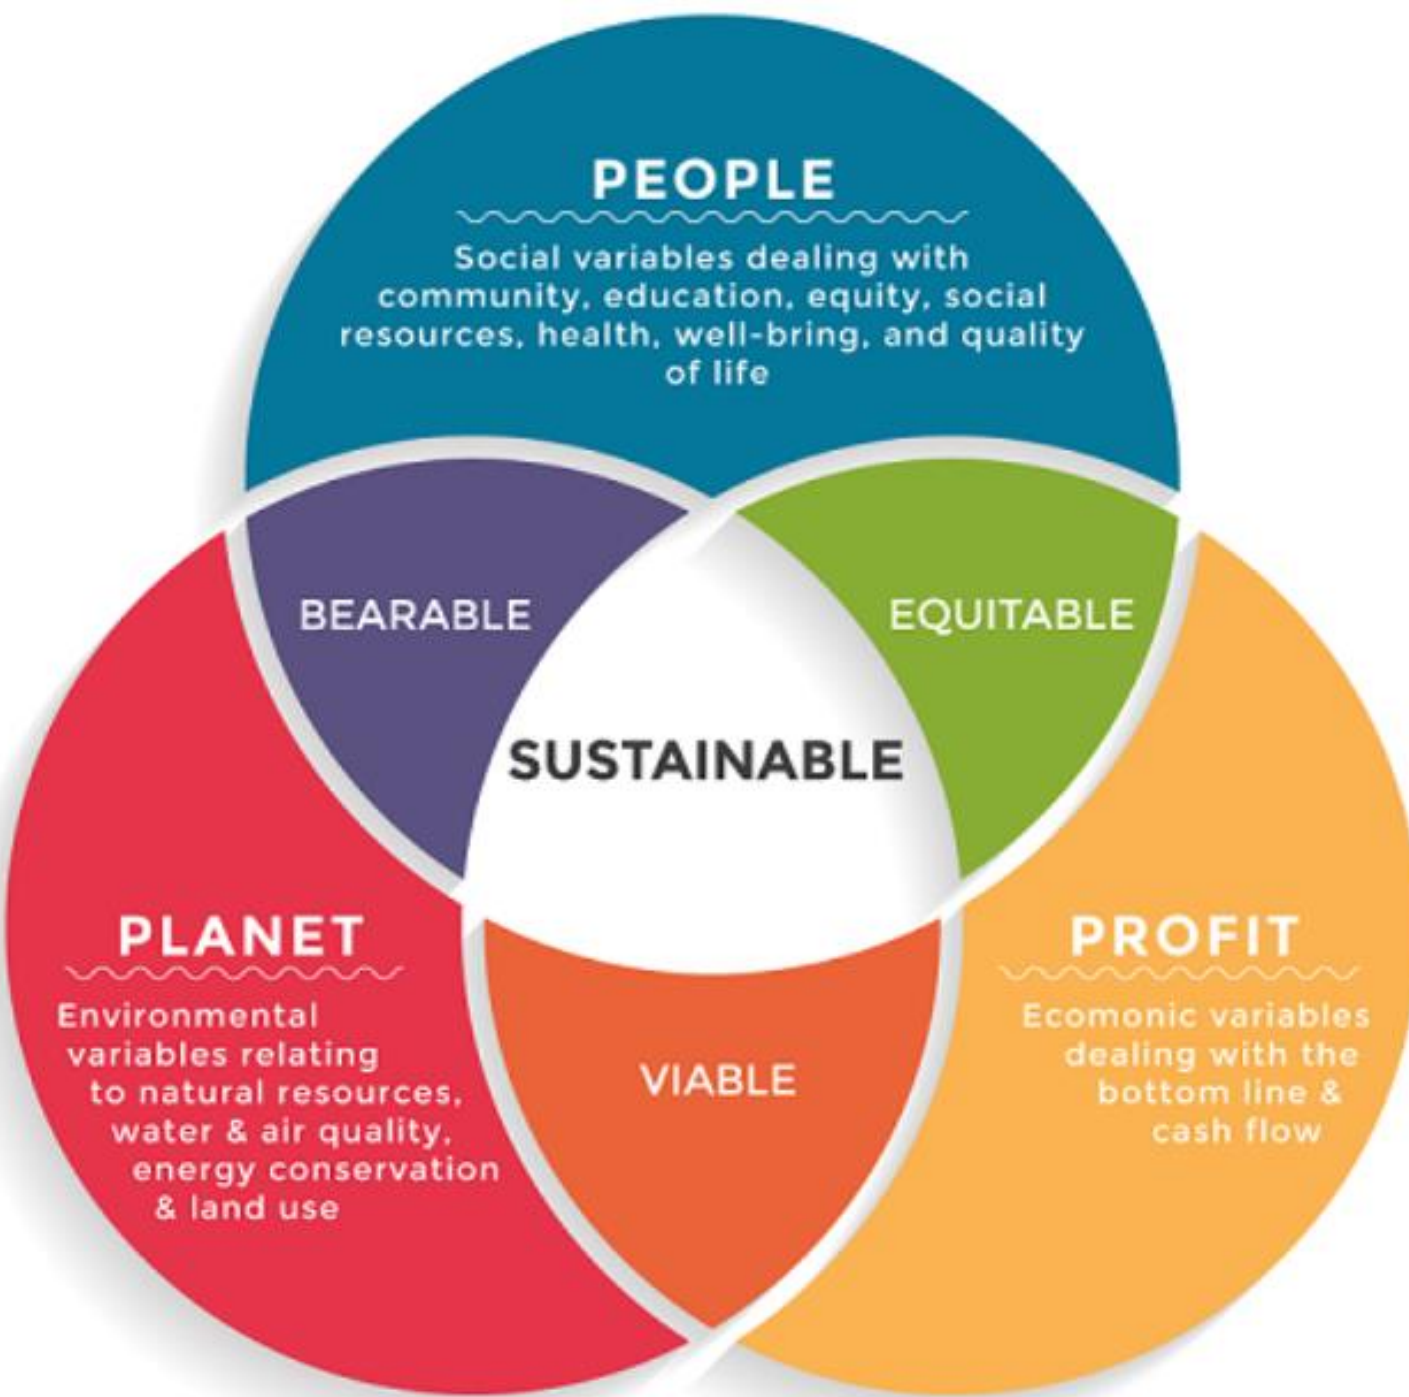 PEOPLE
Social variables dealing with
community, education, equity, social
resources, health, well-bring, and quality
of life
BEARABLE
EQUITABLE
SUSTAINABLE
PLANET
Environmental
variables relating
to natural resources,
water & air quality,
energy conservation
& land use
VIABLE
PROFIT
Ecomonic variables
dealing with the
bottom line &
cash flow